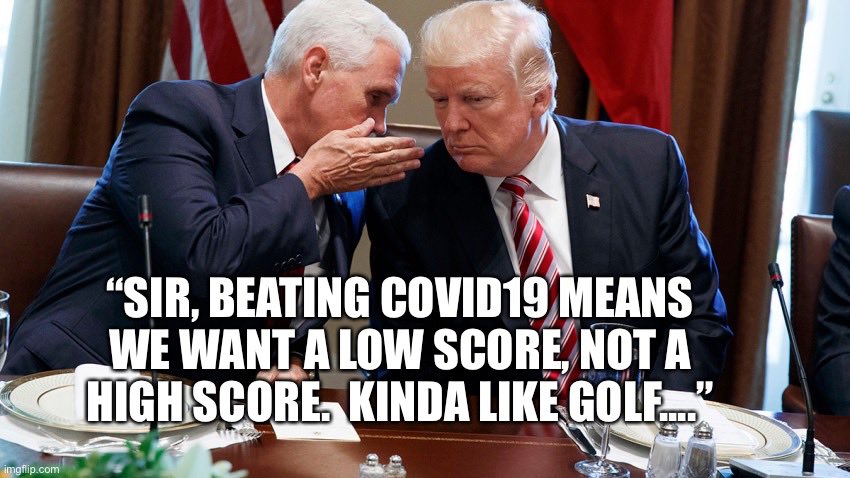 “SIR, BEATING COVID19 MEANS
WE WANT A LOW SCORE, NOT A
HIGH SCORE.  KINDA LIKE GOLF....”
imgflip.com